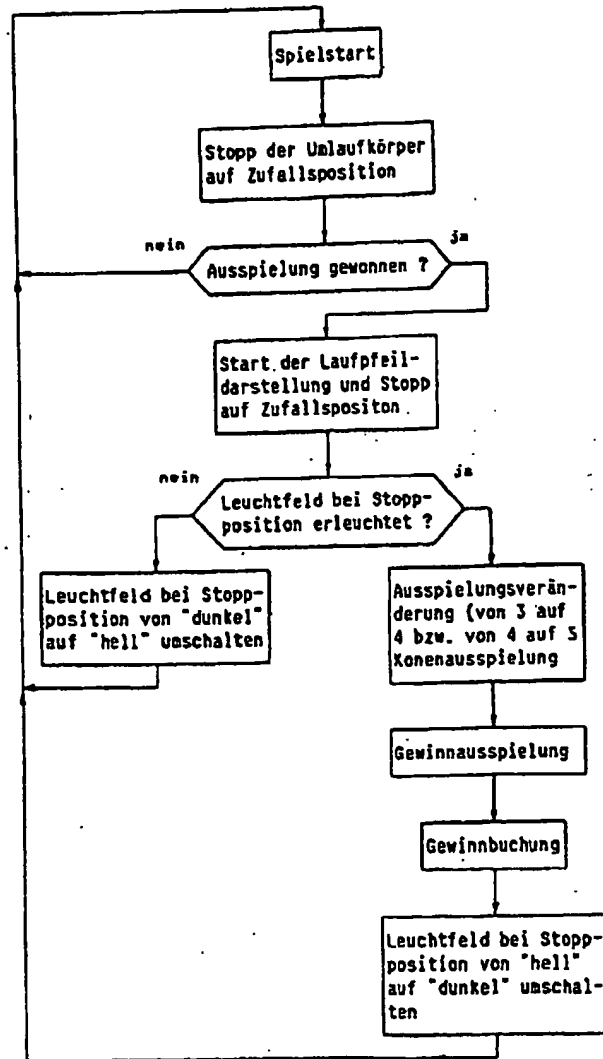 Spielstart
Stopp der Umlaufkörper
auf Zufallsposition
nein
ja
Ausspielung gewonnen ?
Start der Laufpfeil-
darstellung und Stopp
auf Zufallspositon
nein
ja
Leuchtfeld bei Stopp-
position erleuchtet ?
Leuchtfeld bei Stopp-
position von "dunkel"
auf "hell" umschalten
Ausspielungsverän-
derung (von 3 auf
4 bzw. von 4 auf 5
Konenausspielung
Gewinnausspielung
Gewinnbuchung
Leuchtfeld bei Stopp-
position von "hell"
auf "dunkel" umschal-
ten